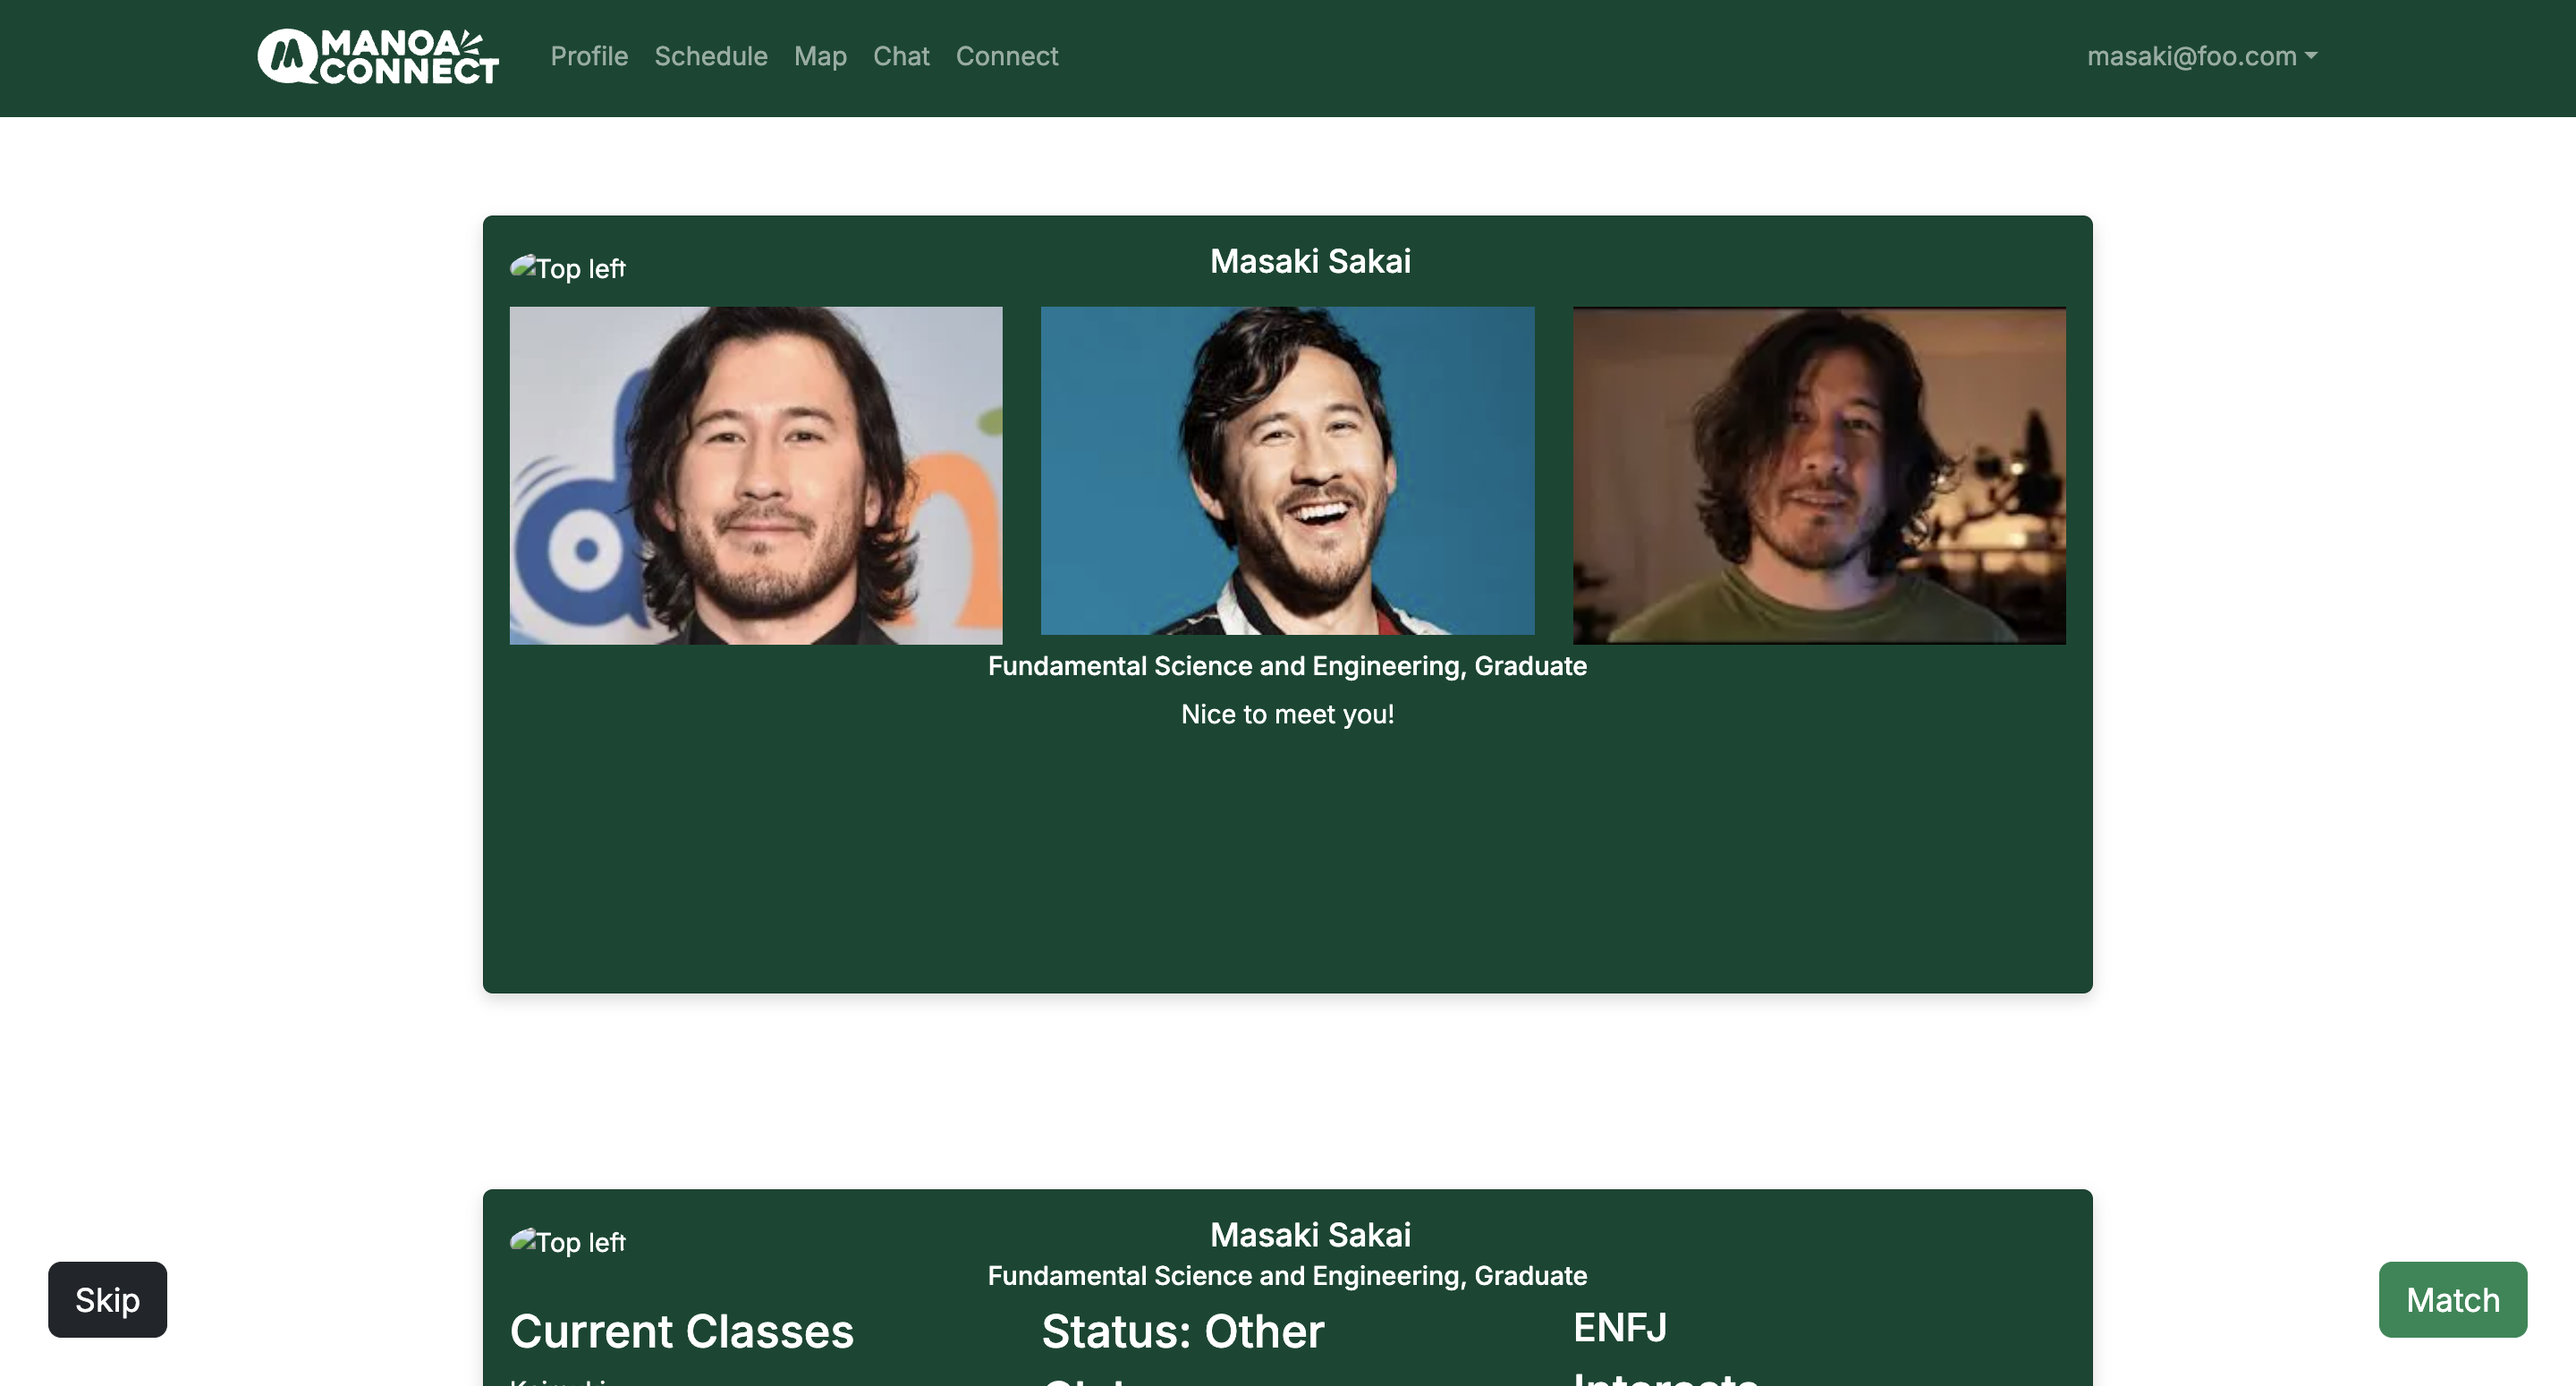 MANOA
CONNECT
Profile Schedule Map Chat Connect
masaki@foo.com
Top left
Masaki Sakai
Fundamental Science and Engineering, Graduate
Nice to meet you!
Top left
Masaki Sakai
Fundamental Science and Engineering, Graduate
Skip
Match
Current Classes
Status: Other
ENFJ
Interests